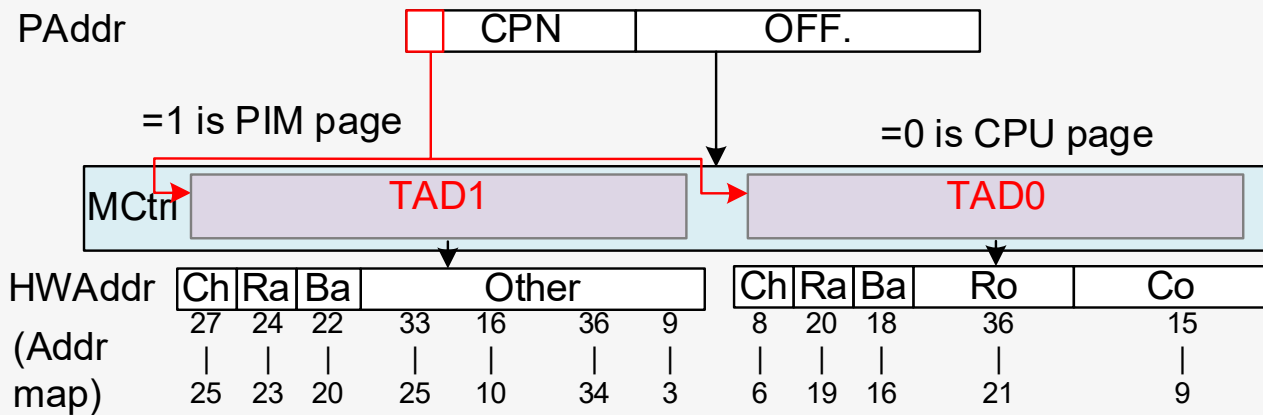 PAddr CPN OFF.
=1 is PIM page =0 is CPU page
MCtrl TAD1 TAD0
HWAddr Ch Ra Ba Other Ch Ra Ba Ro Co
27 24 22 33 16 36 9 8 20 18 36 15
(Addr | | | | | | | | | | | |
map) 25 23 20 25 10 34 3 6 19 16 21 9